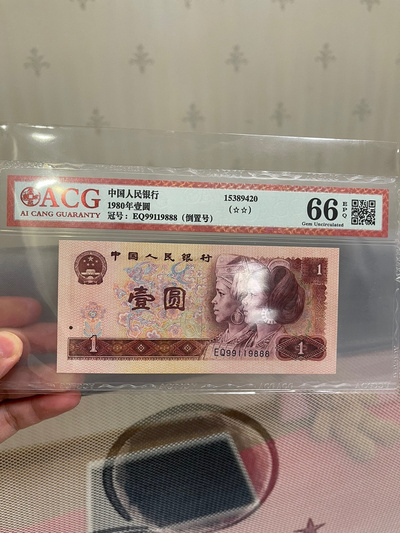 ACG
AI CANG GUARANTY
中国人民银行
1980年壹圆
冠号：EQ99119888（倒置号）
15389420
（☆☆）
66 EPQ
Gem Uncirculated
中国人民银行
1
壹圆
EQ99119888
1
1